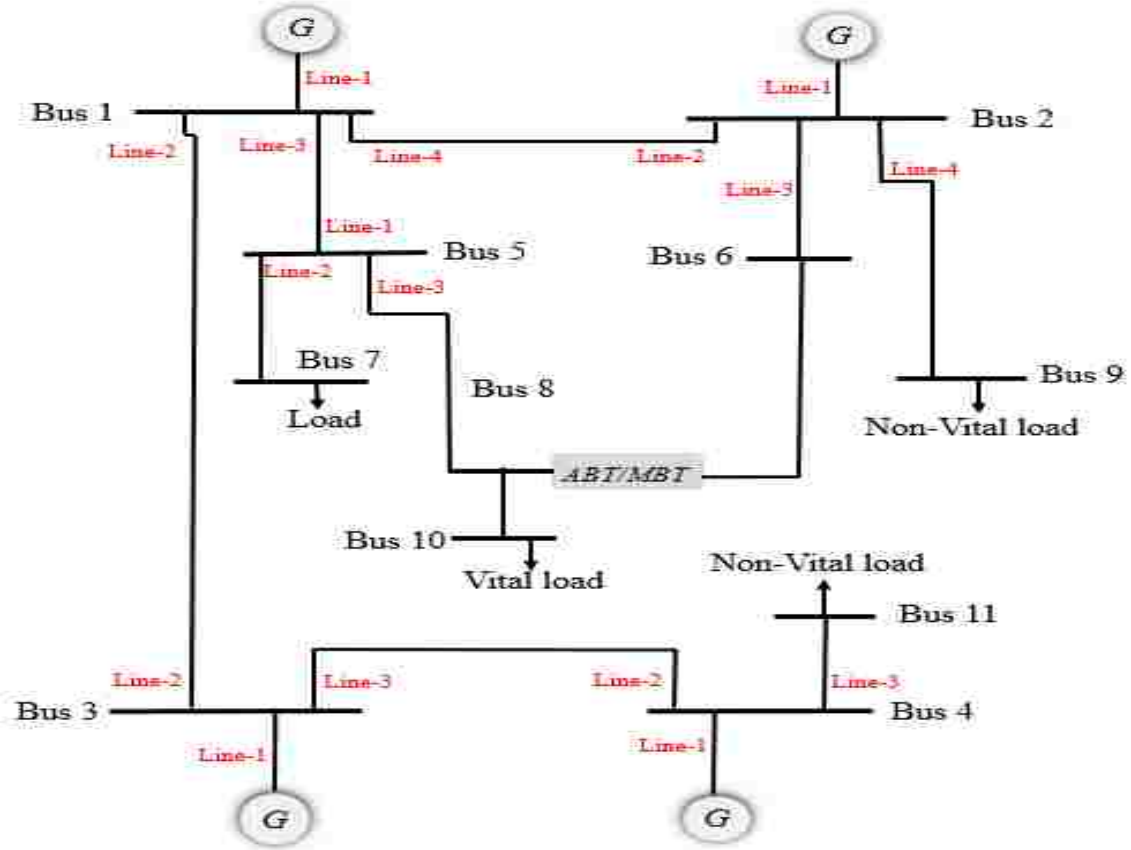 G
G
Line-1
Line-1
Bus 1
Bus 2
Line-2
Line-3
Line-4
Line-2
Line-3
Line-4
Line-1
Bus 5
Bus 6
Line-2
Line-3
Bus 7
Bus 8
Bus 9
Load
Non-Vital load
ABT/MBT
Bus 10
Vital load
Non-Vital load
Bus 11
Line-2
Line-3
Line-2
Line-3
Bus 3
Bus 4
Line-1
Line-1
G
G